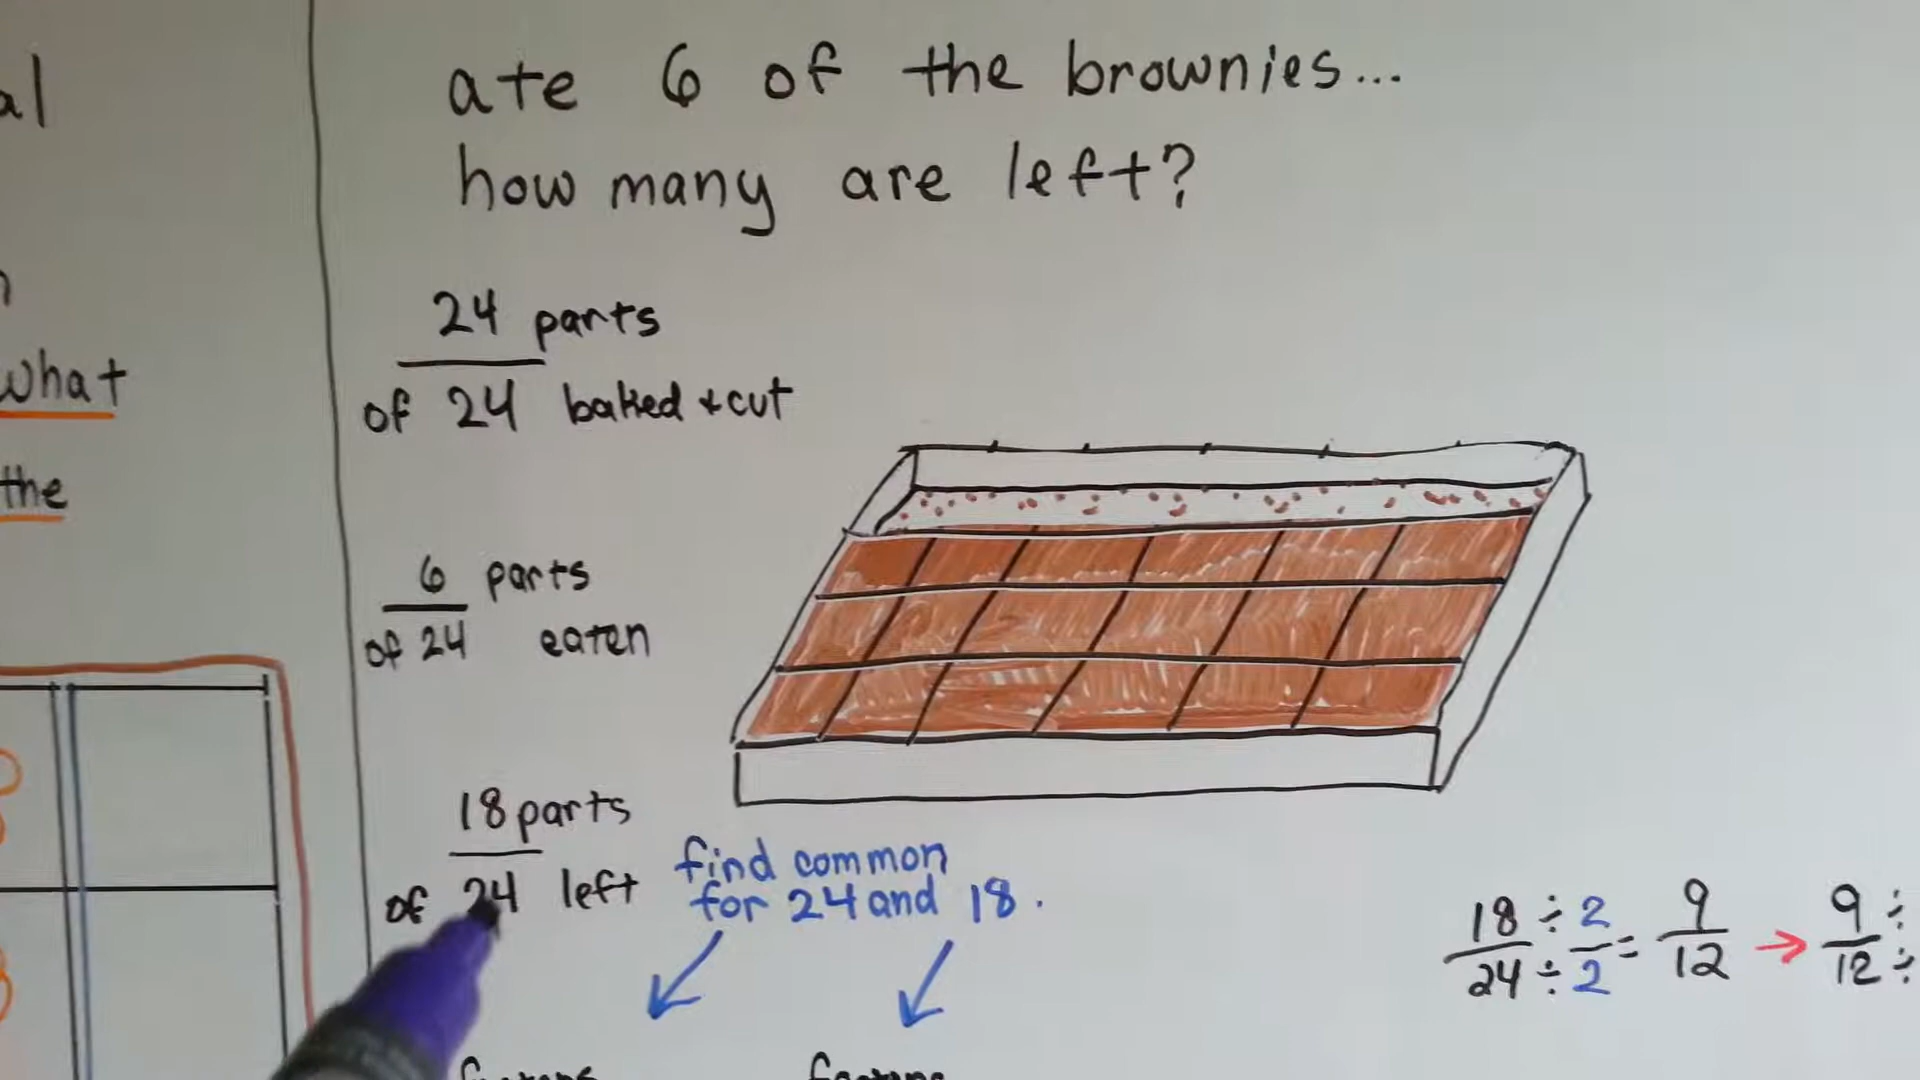 al
what
the
ate 6 of the brownies...
how many are left?
24 parts
of 24 baked + cut
6 parts
of 24 eaten
18 parts
of 24 left
find common
for 24 and 18.
18 ÷ 2 = 9 → 9 ÷
24 ÷ 2 12 12 ÷